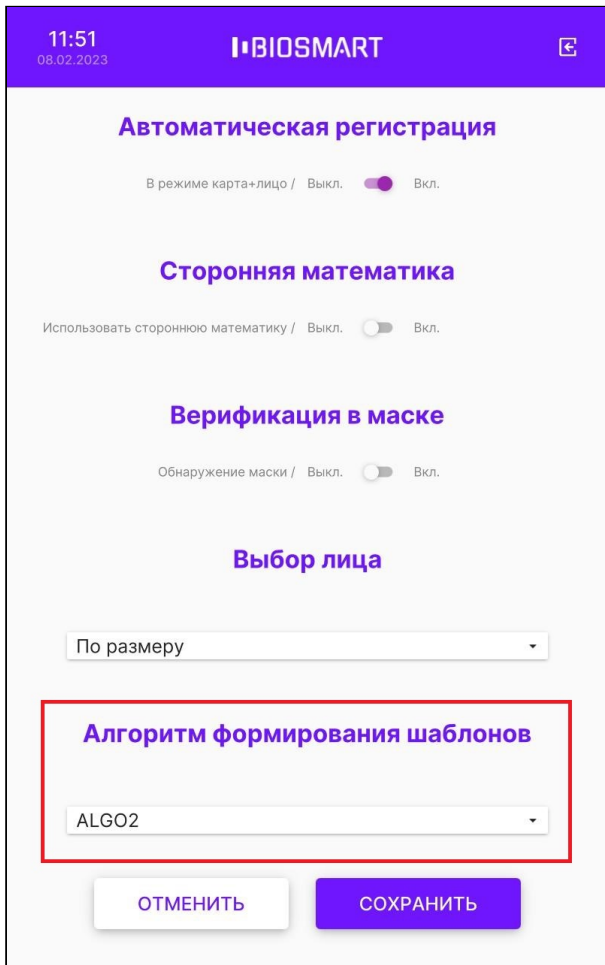 11:51
08.02.2023
BIOSMART
Автоматическая регистрация
В режиме карта+лицо / Выкл. Вкл.
Сторонняя математика
Использовать стороннюю математику / Выкл. Вкл.
Верификация в маске
Обнаружение маски / Выкл. Вкл.
Выбор лица
По размеру
Алгоритм формирования шаблонов
ALGO2
ОТМЕНИТЬ СОХРАНИТЬ